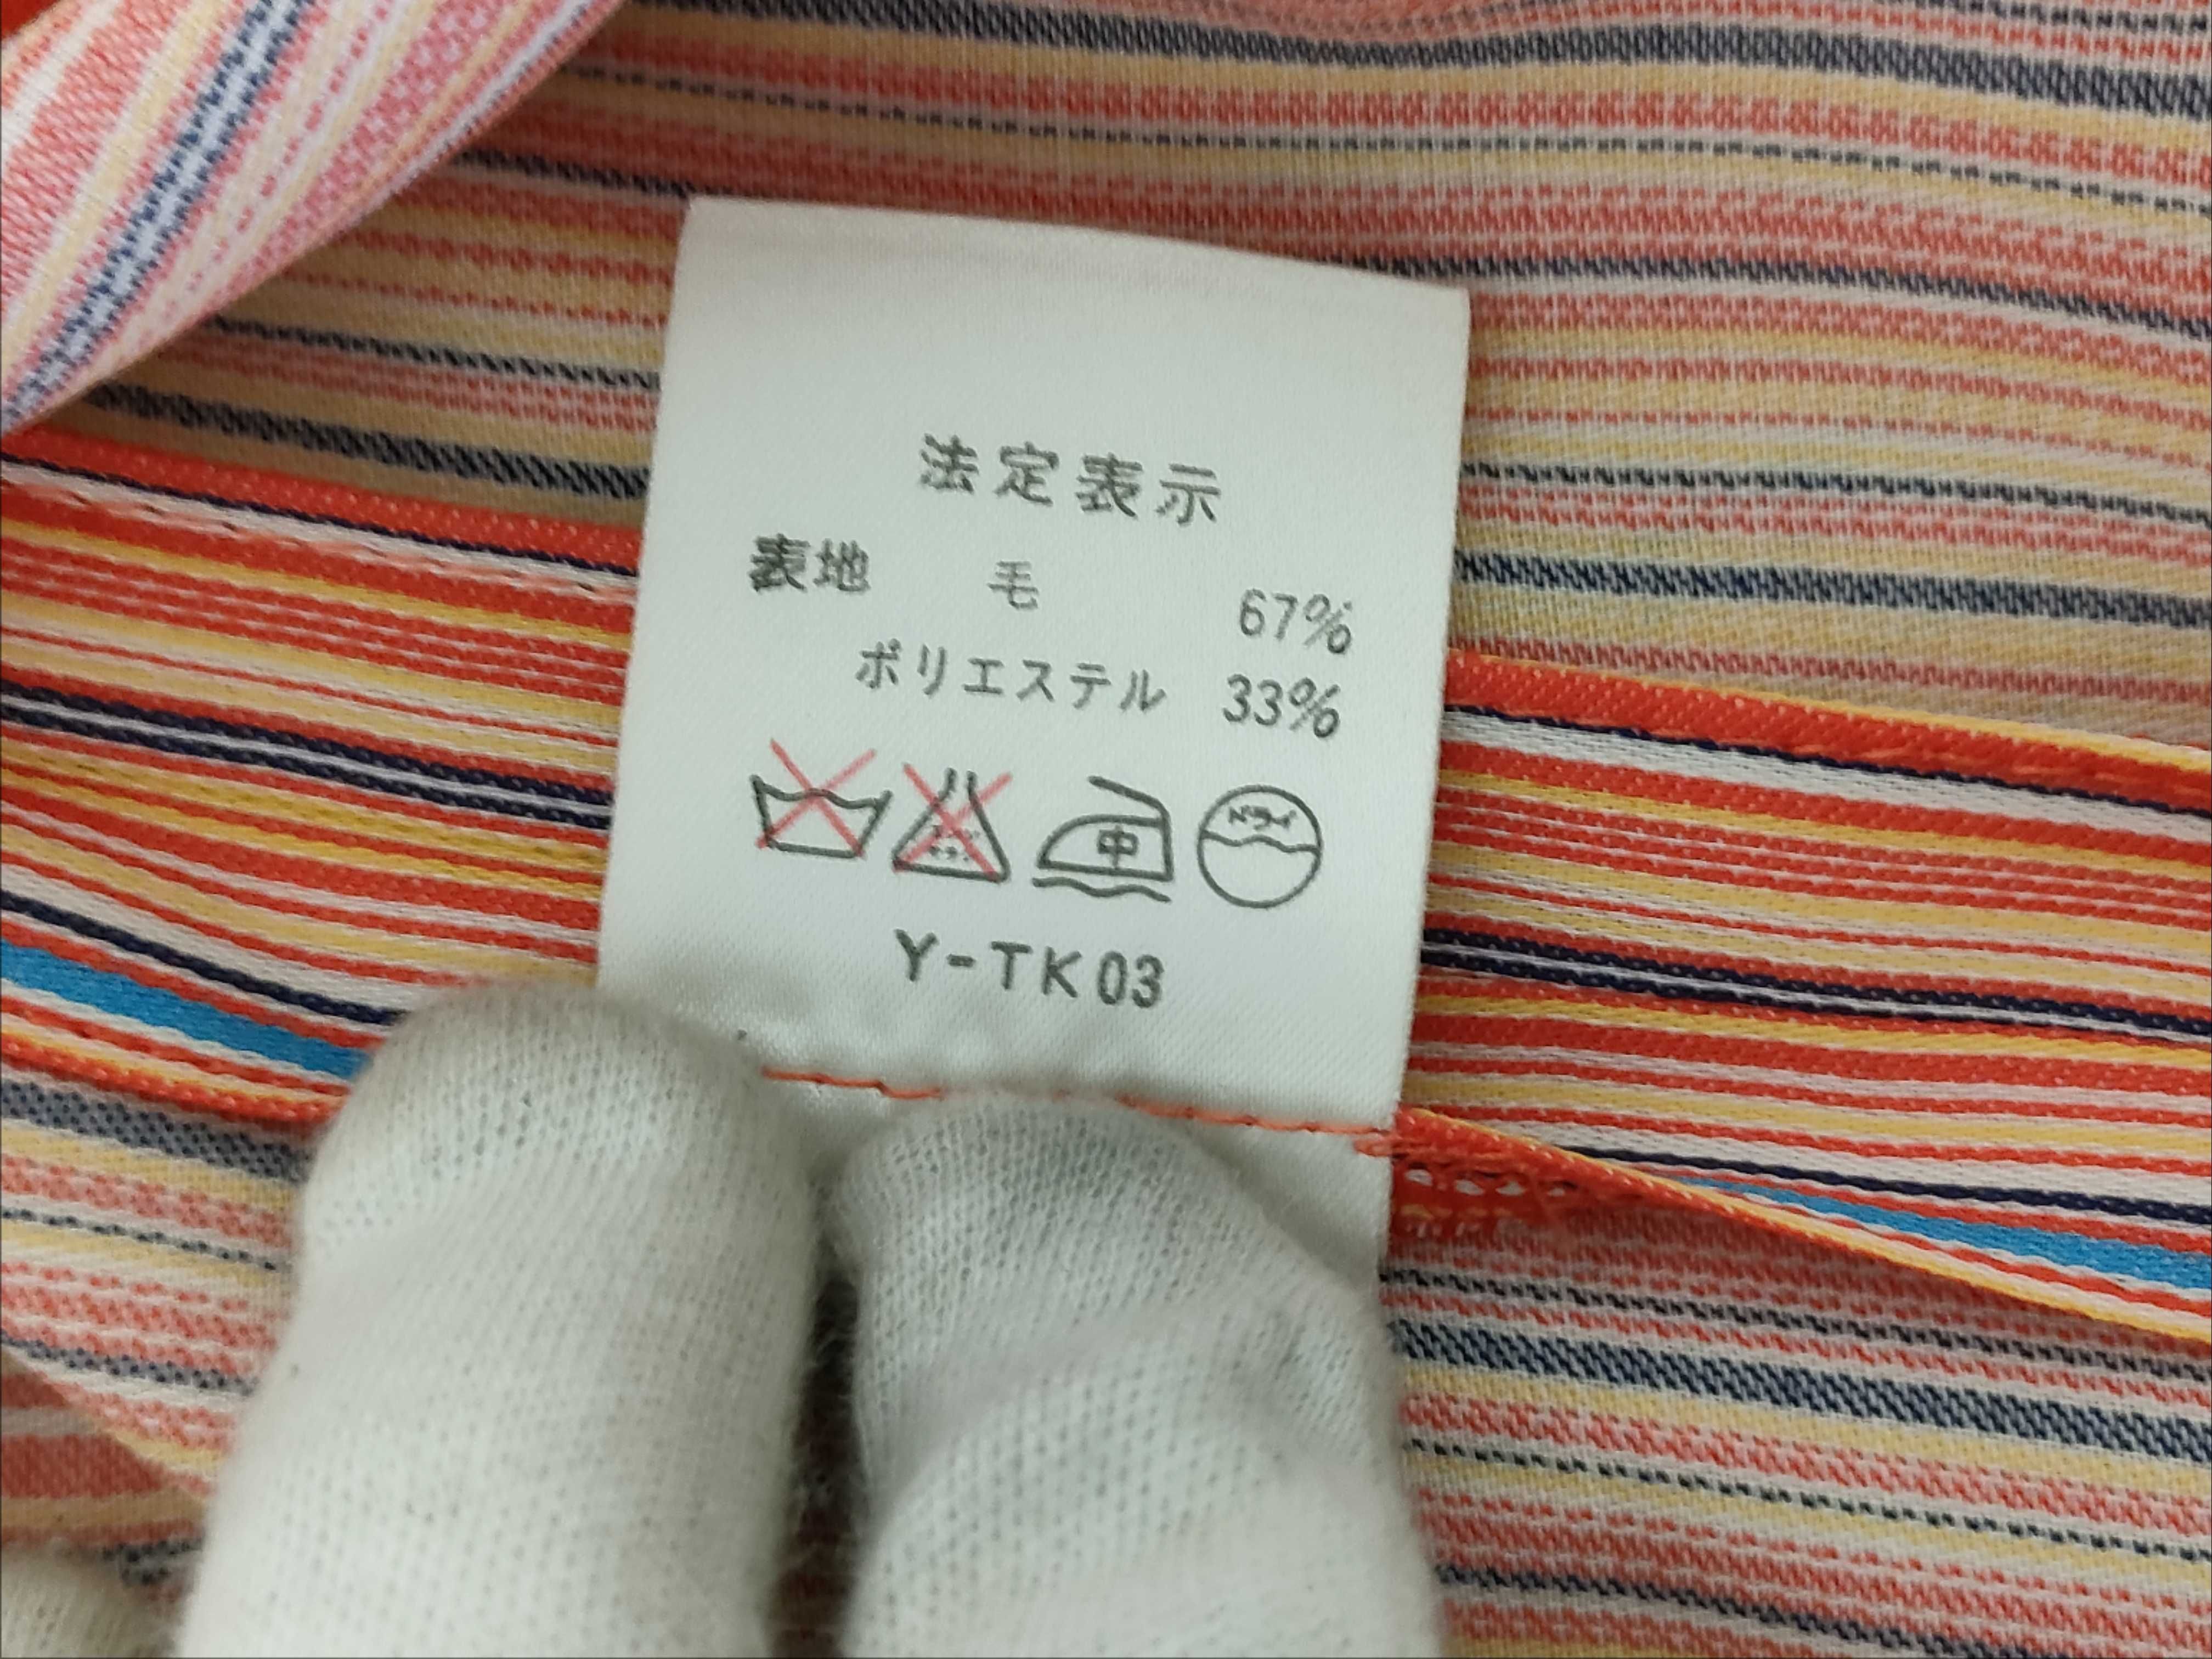 法定表示
表地 毛 67%
ポリエステル 33%
中 ドライ
Y-TK03